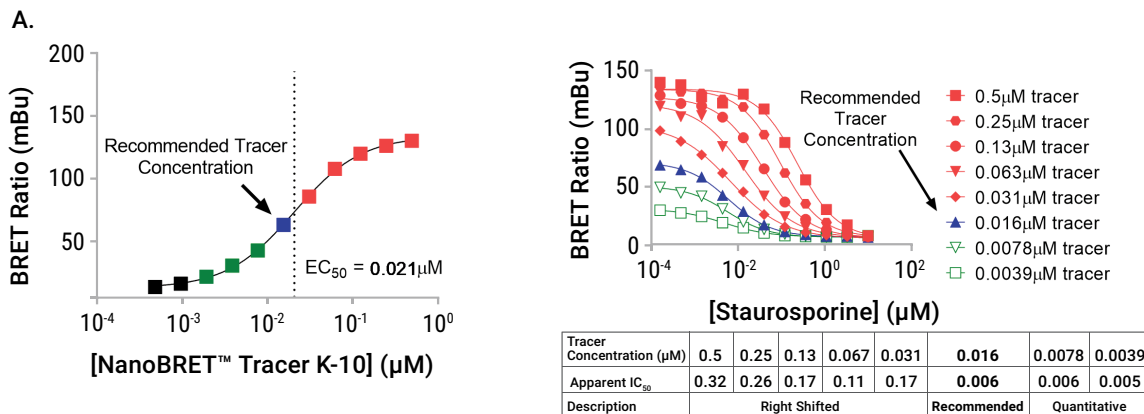 A.
BRET Ratio (mBu)
200
150
100
50
Recommended Tracer
Concentration
EC50 = 0.021µM
10-4
10-3
10-2
10-1
100
[NanoBRET™ Tracer K-10] (µM)
BRET Ratio (mBu)
150
100
50
0
Recommended
Tracer
Concentration
0.5µM tracer
0.25µM tracer
0.13µM tracer
0.063µM tracer
0.031µM tracer
0.016µM tracer
0.0078µM tracer
0.0039µM tracer
10-4
10-2
100
102
[Staurosporine] (µM)
Tracer
Concentration (µM) 0.5 0.25 0.13 0.067 0.031 0.016 0.0078 0.0039
Apparent IC50 0.32 0.26 0.17 0.11 0.17 0.006 0.006 0.005
Description Right Shifted Recommended Quantitative